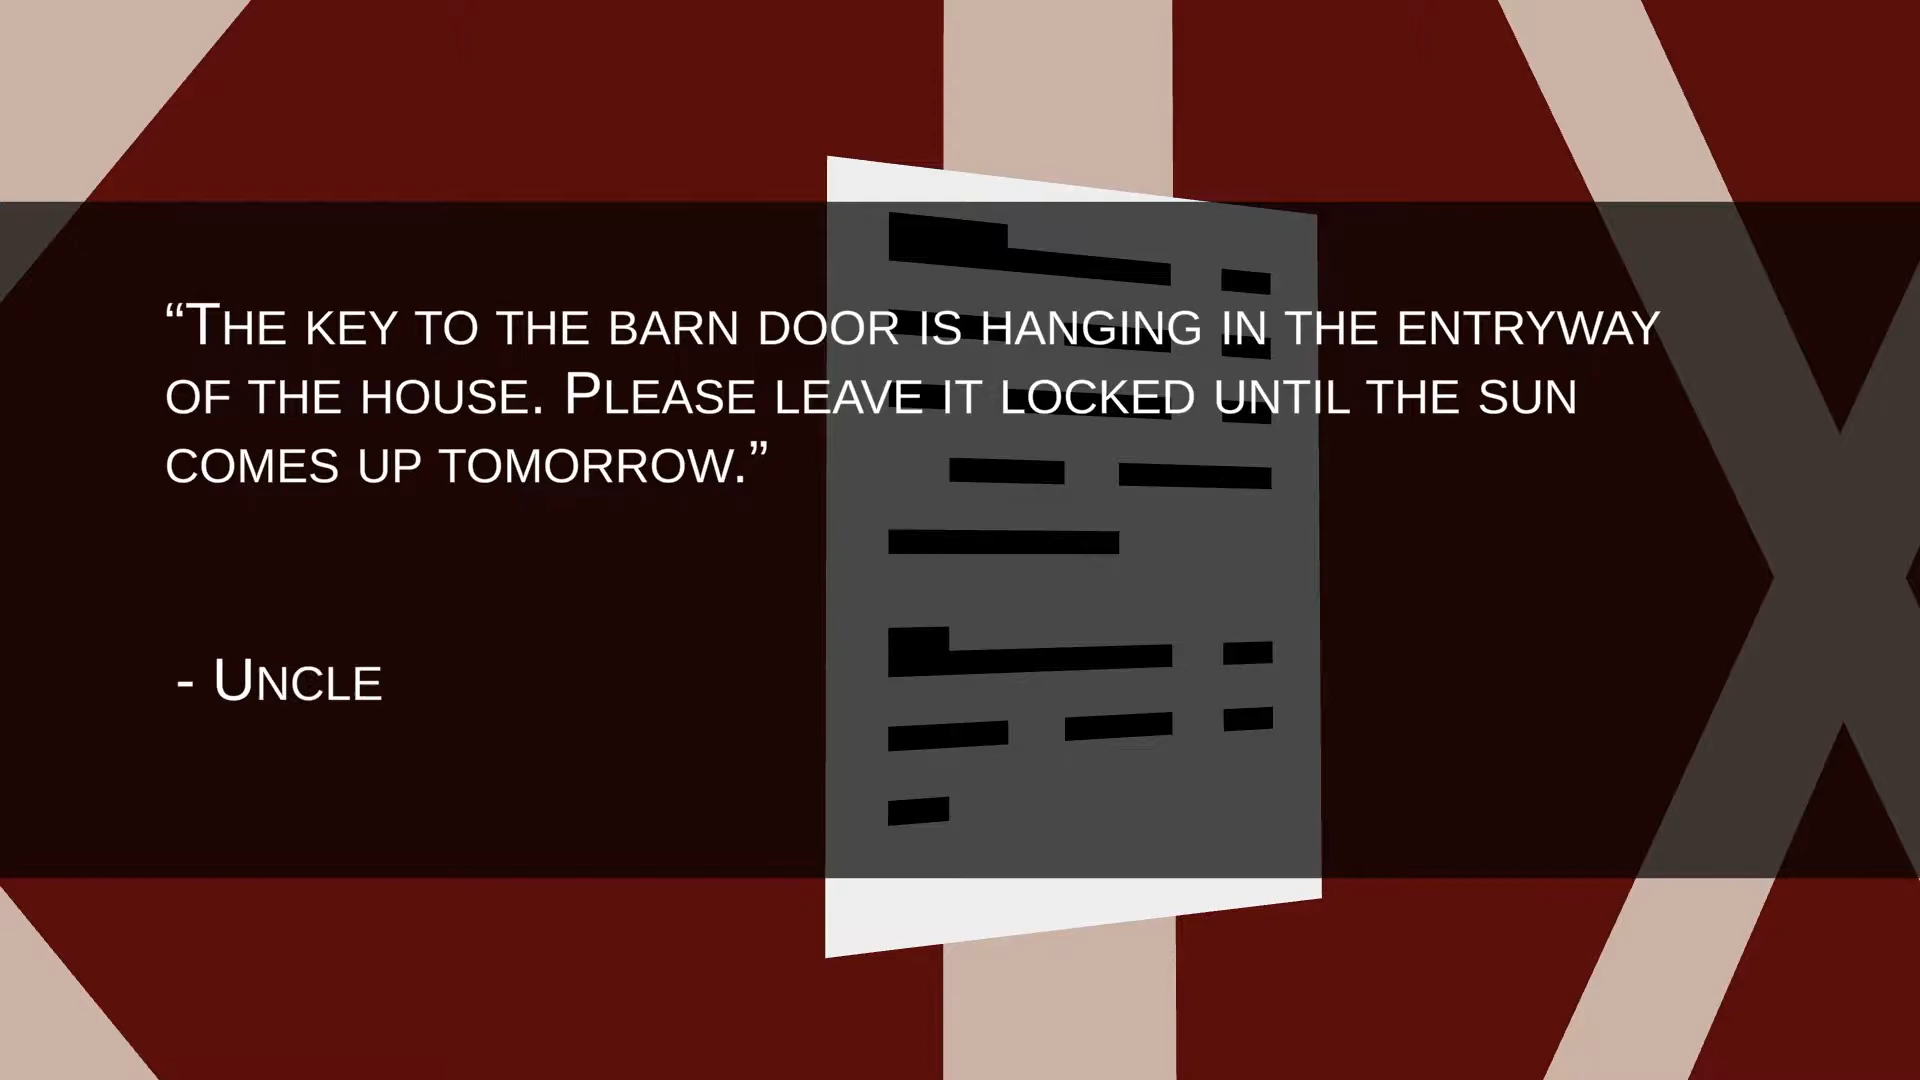 “The key to the barn door is hanging in the entryway
of the house. Please leave it locked until the sun
comes up tomorrow.”
- Uncle